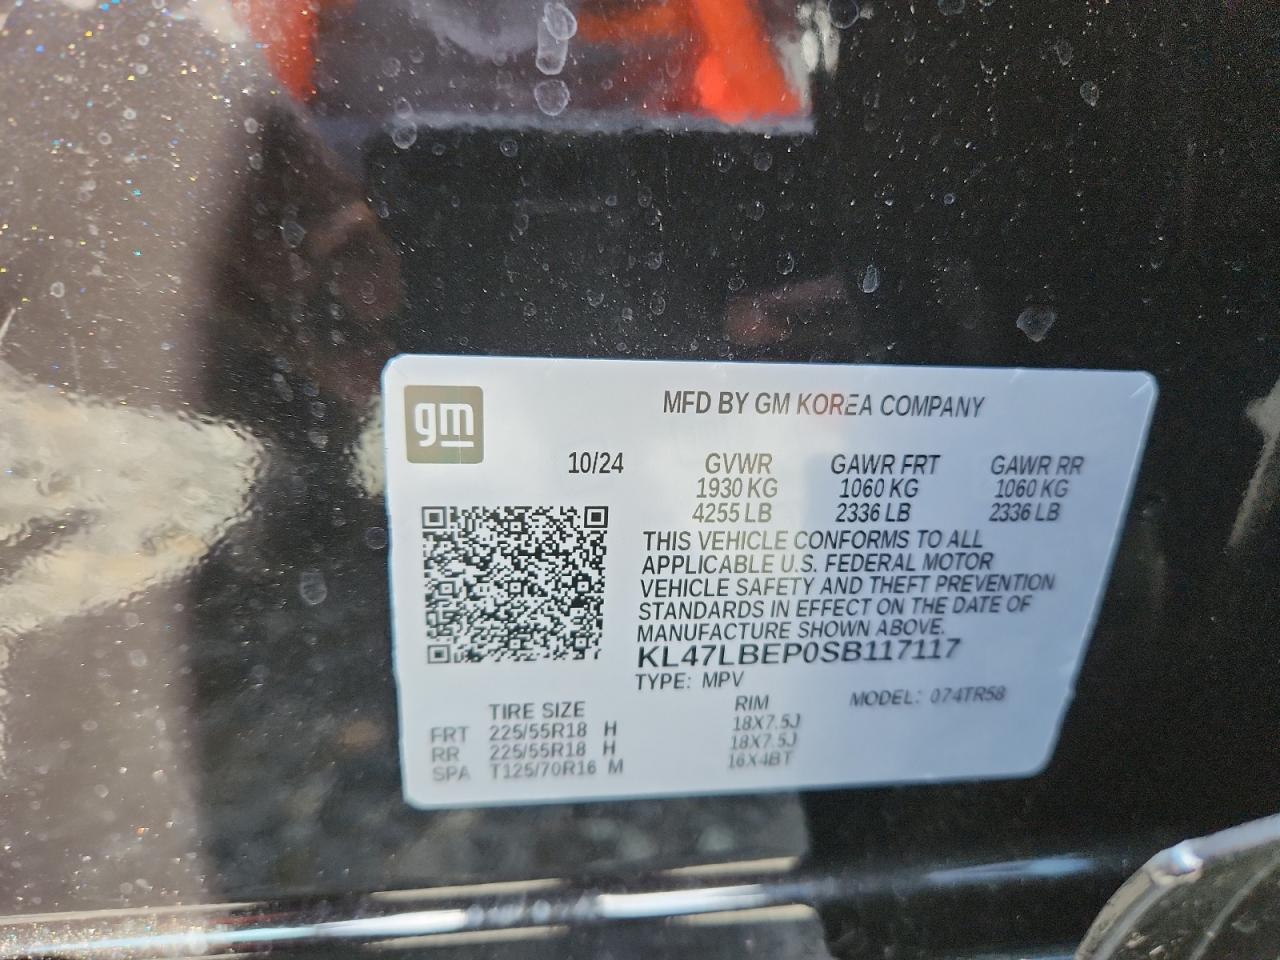 gm
MFD BY GM KOREA COMPANY
10/24 GVWR GAWR FRT GAWR RR
1930 KG 1060 KG 1060 KG
4255 LB 2336 LB 2336 LB
THIS VEHICLE CONFORMS TO ALL
APPLICABLE U.S. FEDERAL MOTOR
VEHICLE SAFETY AND THEFT PREVENTION
STANDARDS IN EFFECT ON THE DATE OF
MANUFACTURE SHOWN ABOVE.
KL47LBEP0SB117117
TYPE: MPV MODEL: 074TR58
TIRE SIZE RIM
FRT 225/55R18 H 18X7.5J
RR 225/55R18 H 18X7.5J
SPA T125/70R16 M 16X4BT